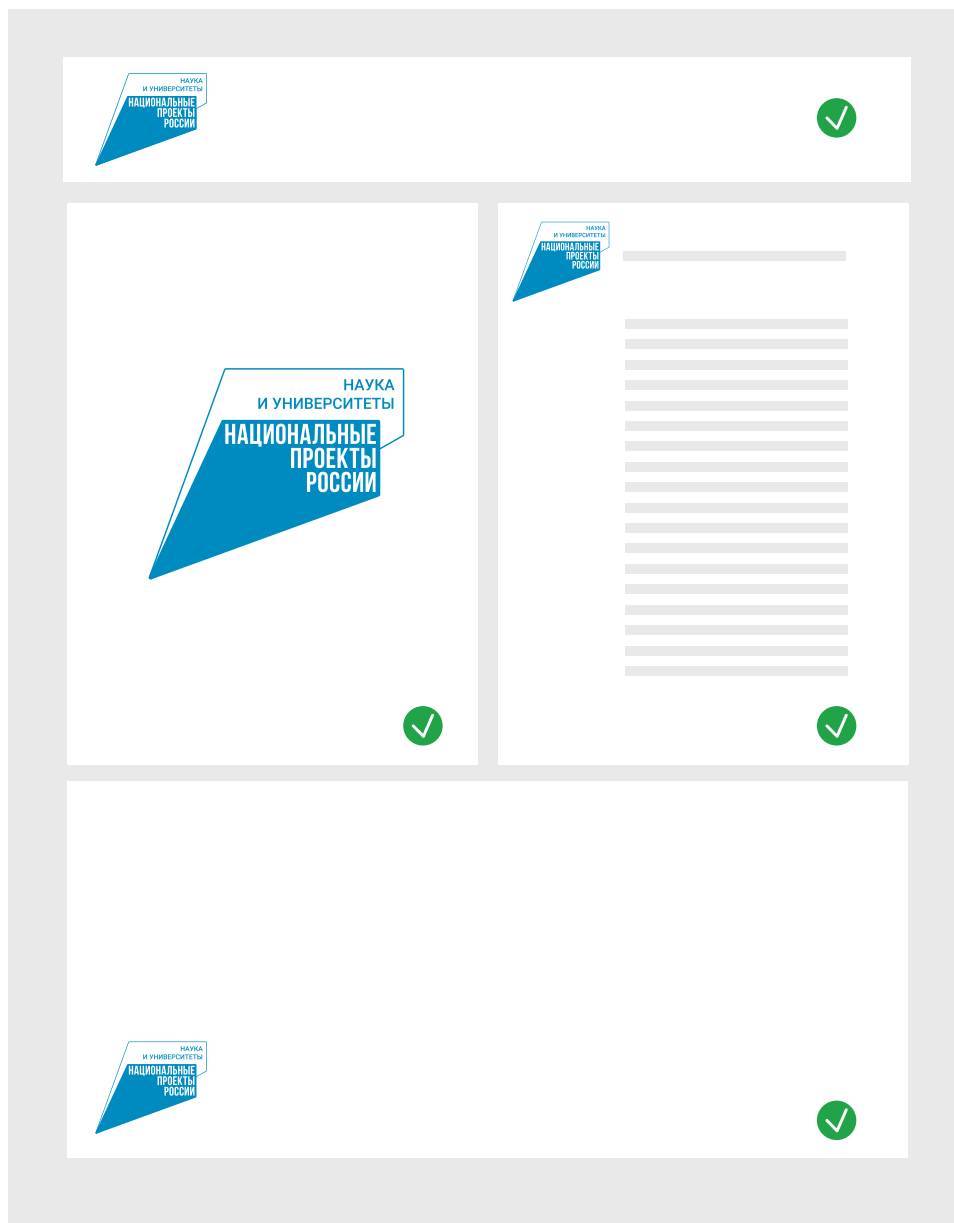 НАУКА
И УНИВЕРСИТЕТЫ
НАЦИОНАЛЬНЫЕ
ПРОЕКТЫ
РОССИИ
НАУКА
И УНИВЕРСИТЕТЫ
НАЦИОНАЛЬНЫЕ
ПРОЕКТЫ
РОССИИ
НАУКА
И УНИВЕРСИТЕТЫ
НАЦИОНАЛЬНЫЕ
ПРОЕКТЫ
РОССИИ
НАУКА
И УНИВЕРСИТЕТЫ
НАЦИОНАЛЬНЫЕ
ПРОЕКТЫ
РОССИИ